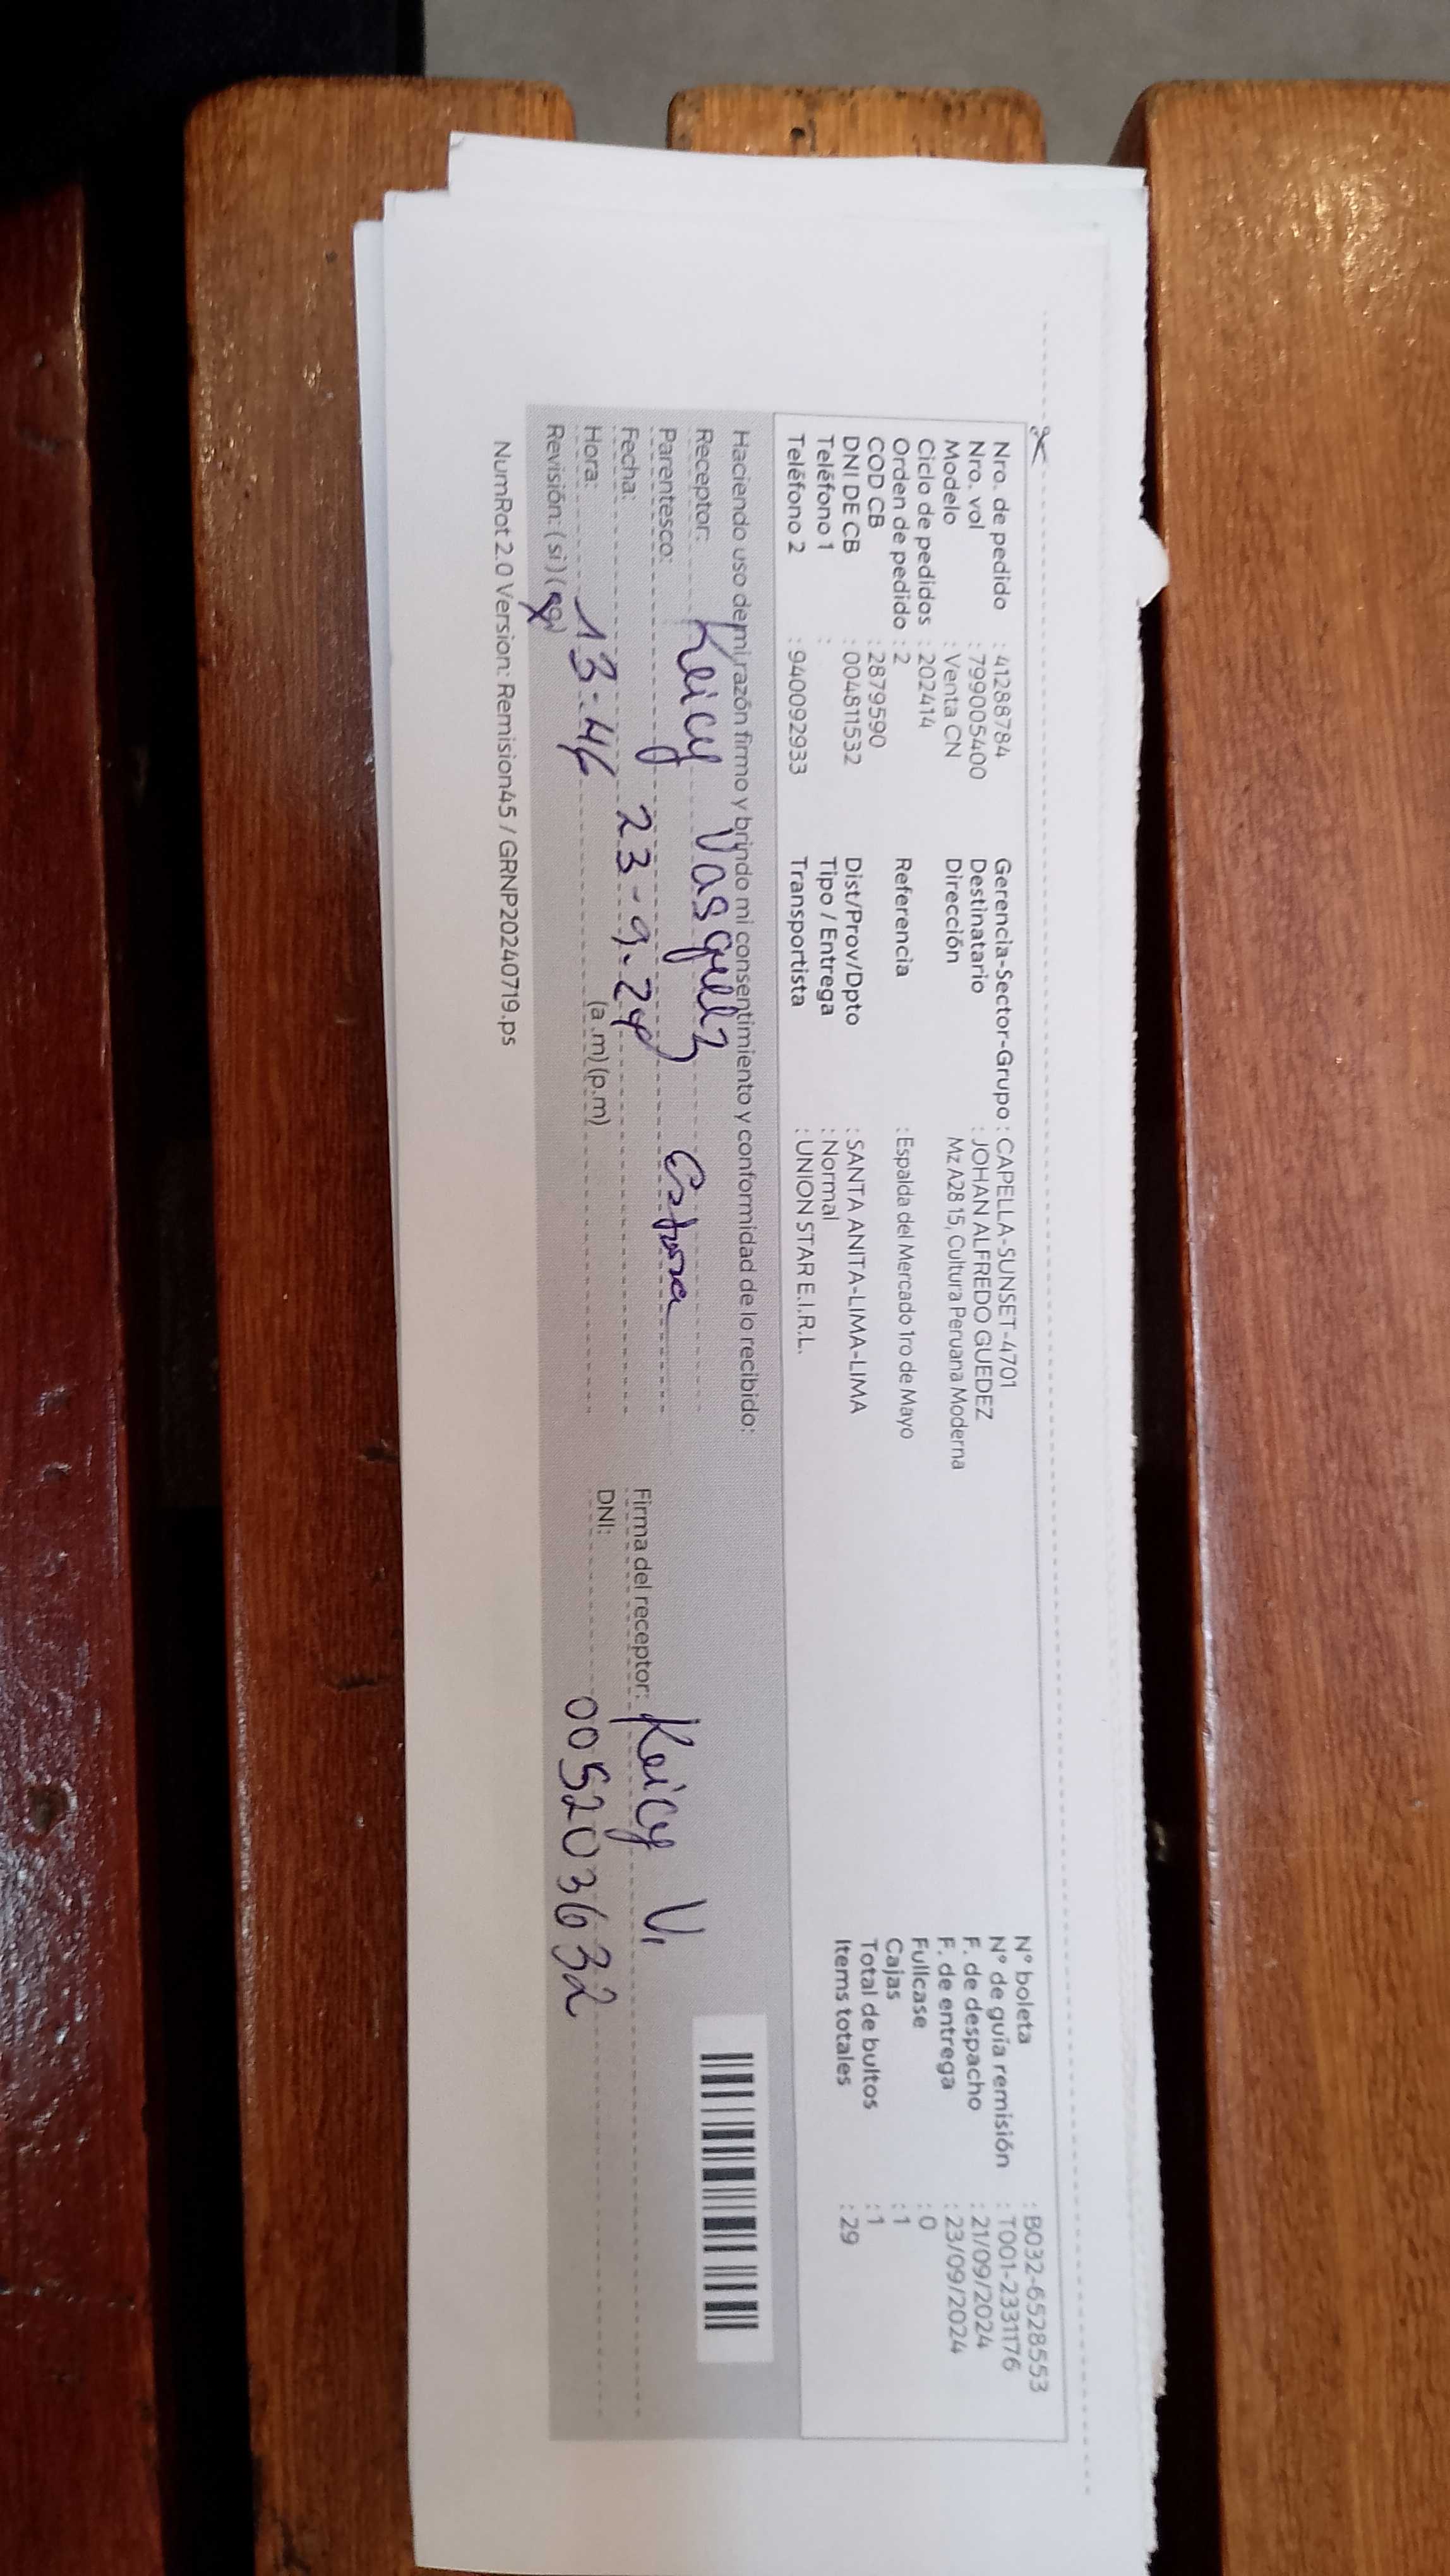 Nro. de pedido : 41288784
Nro. vol : 799005400
Modelo : Venta CN
Ciclo de pedidos : 202414
Orden de pedido : 2
COD CB : 2879590
DNI DE CB : 004811532
Teléfono 1 :
Teléfono 2 : 940092933
Gerencia-Sector-Grupo : CAPELLA-SUNSET-4701
Destinatario : JOHAN ALFREDO GUEDEZ
Dirección Mz A28 15, Cultura Peruana Moderna
Referencia : Espalda del Mercado 1ro de Mayo
Dist/Prov/Dpto : SANTA ANITA-LIMA-LIMA
Tipo / Entrega : Normal
Transportista : UNION STAR E.I.R.L.
N° boleta : B032-6528553
N° de guía remisión : T001-2331176
F. de despacho : 21/09/2024
F. de entrega : 23/09/2024
Fullcase : 0
Cajas : 1
Total de bultos : 1
Items totales : 29
Haciendo uso de mi razón firmo y brindo mi consentimiento y conformidad de lo recibido:
Receptor: Keicy Vasquez
Parentesco:
Fecha: 23-9-24
Hora: 13:46 (a.m) (p.m)
Revisión: (si) (no)
Firma del receptor: Keicy V.
DNI: 005203632
NumRot 2.0 Version: Remision45 / GRNP20240719.ps